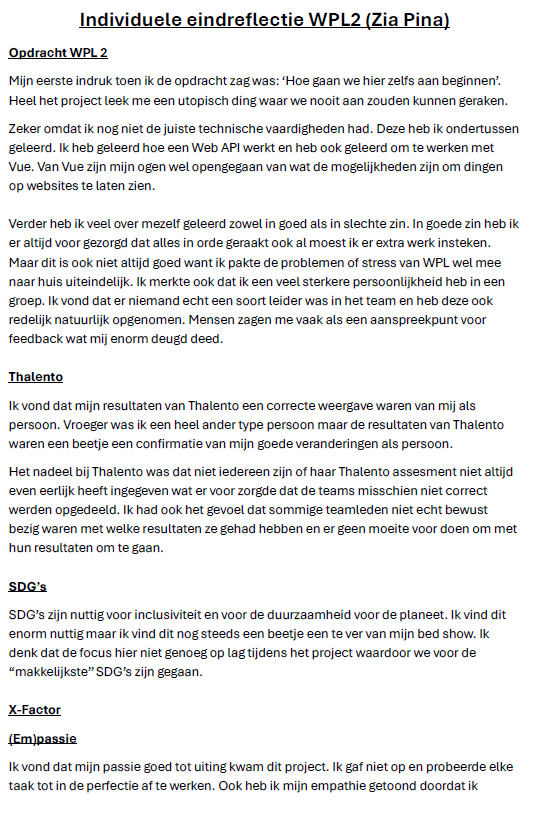 Individuele eindreflectie WPL2 (Zia Pina)
Opdracht WPL 2
Mijn eerste indruk toen ik de opdracht zag was: ‘Hoe gaan we hier zelfs aan beginnen’.
Heel het project leek me een utopisch ding waar we nooit aan zouden kunnen geraken.
Zeker omdat ik nog niet de juiste technische vaardigheden had. Deze heb ik ondertussen
geleerd. Ik heb geleerd hoe een Web API werkt en heb ook geleerd om te werken met
Vue. Van Vue zijn mijn ogen wel opengegaan van wat de mogelijkheden zijn om dingen
op websites te laten zien.
Verder heb ik veel over mezelf geleerd zowel in goed als in slechte zin. In goede zin heb ik
er altijd voor gezorgd dat alles in orde geraakt ook al moest ik er extra werk insteken.
Maar dit is ook niet altijd goed want ik pakte de problemen of stress van WPL wel mee
naar huis uiteindelijk. Ik merkte ook dat ik een veel sterkere persoonlijkheid heb in een
groep. Ik vond dat er niemand echt een soort leider was in het team en heb deze ook
redelijk natuurlijk opgenomen. Mensen zagen me vaak als een aanspreekpunt voor
feedback wat mij enorm deugd deed.
Thalento
Ik vond dat mijn resultaten van Thalento een correcte weergave waren van mij als
persoon. Vroeger was ik een heel ander type persoon maar de resultaten van Thalento
waren een beetje een confirmatie van mijn goede veranderingen als persoon.
Het nadeel bij Thalento was dat niet iedereen zijn of haar Thalento assesment niet altijd
even eerlijk heeft ingegeven wat er voor zorgde dat de teams misschien niet correct
werden opgedeeld. Ik had ook het gevoel dat sommige teamleden niet echt bewust
bezig waren met welke resultaten ze gehad hebben en er geen moeite voor doen om met
hun resultaten om te gaan.
SDG’s
SDG’s zijn nuttig voor inclusiviteit en voor de duurzaamheid voor de planeet. Ik vind dit
enorm nuttig maar ik vind dit nog steeds een beetje een te ver van mijn bed show. Ik
denk dat de focus hier niet genoeg op lag tijdens het project waardoor we voor de
“makkelijkste” SDG’s zijn gegaan.
X-Factor
(Em)passie
Ik vond dat mijn passie goed tot uiting kwam dit project. Ik gaf niet op en probeerde elke
taak tot in de perfectie af te werken. Ook heb ik mijn empathie getoond doordat ik